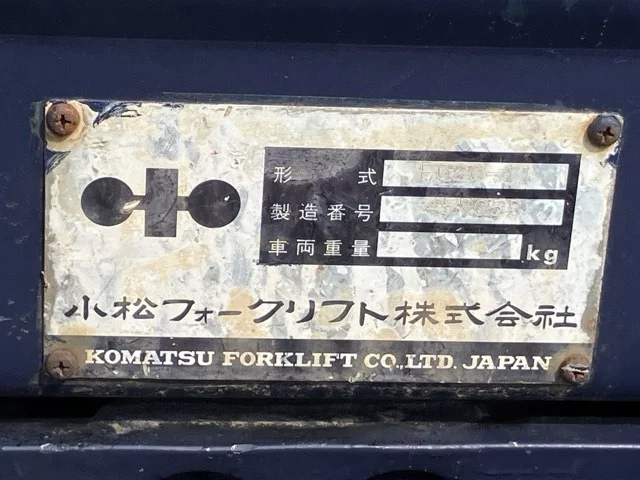 形式
製造番号
車両重量 kg
小松フォークリフト株式会社
KOMATSU FORKLIFT CO.,LTD. JAPAN